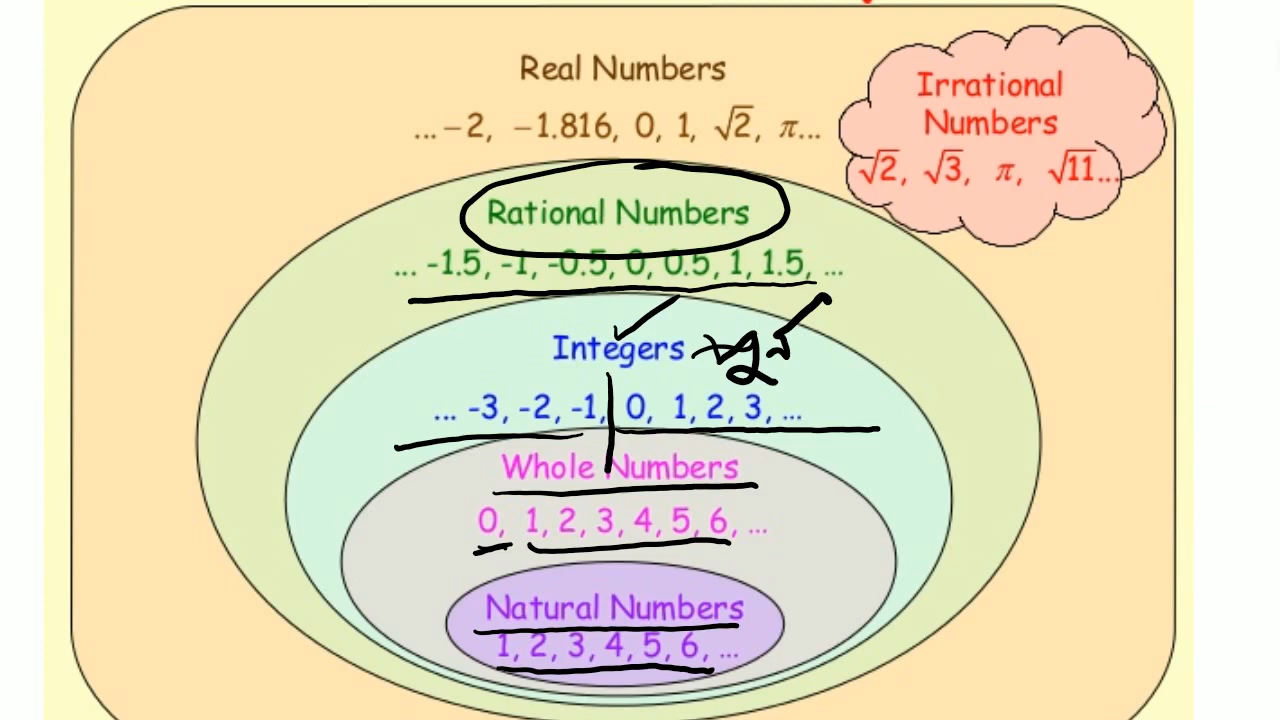 Real Numbers
...−2, −1.816, 0, 1, √2, π...
Irrational
Numbers
√2, √3, π, √11...
Rational Numbers
... -1.5, -1, -0.5, 0, 0.5, 1, 1.5, ...
Integers
... -3, -2, -1, 0, 1, 2, 3, ...
Whole Numbers
0, 1, 2, 3, 4, 5, 6, ...
Natural Numbers
1, 2, 3, 4, 5, 6, ...